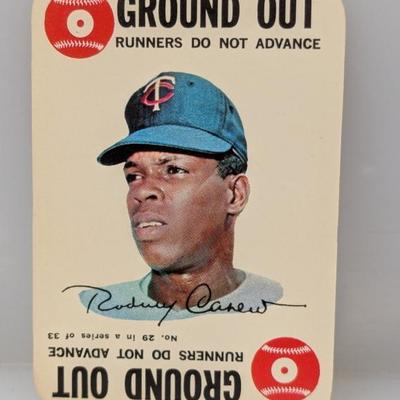 GROUND OUT
RUNNERS DO NOT ADVANCE
TC
Rodney Carew
No. 29 in a series of 33
RUNNERS DO NOT ADVANCE
GROUND OUT